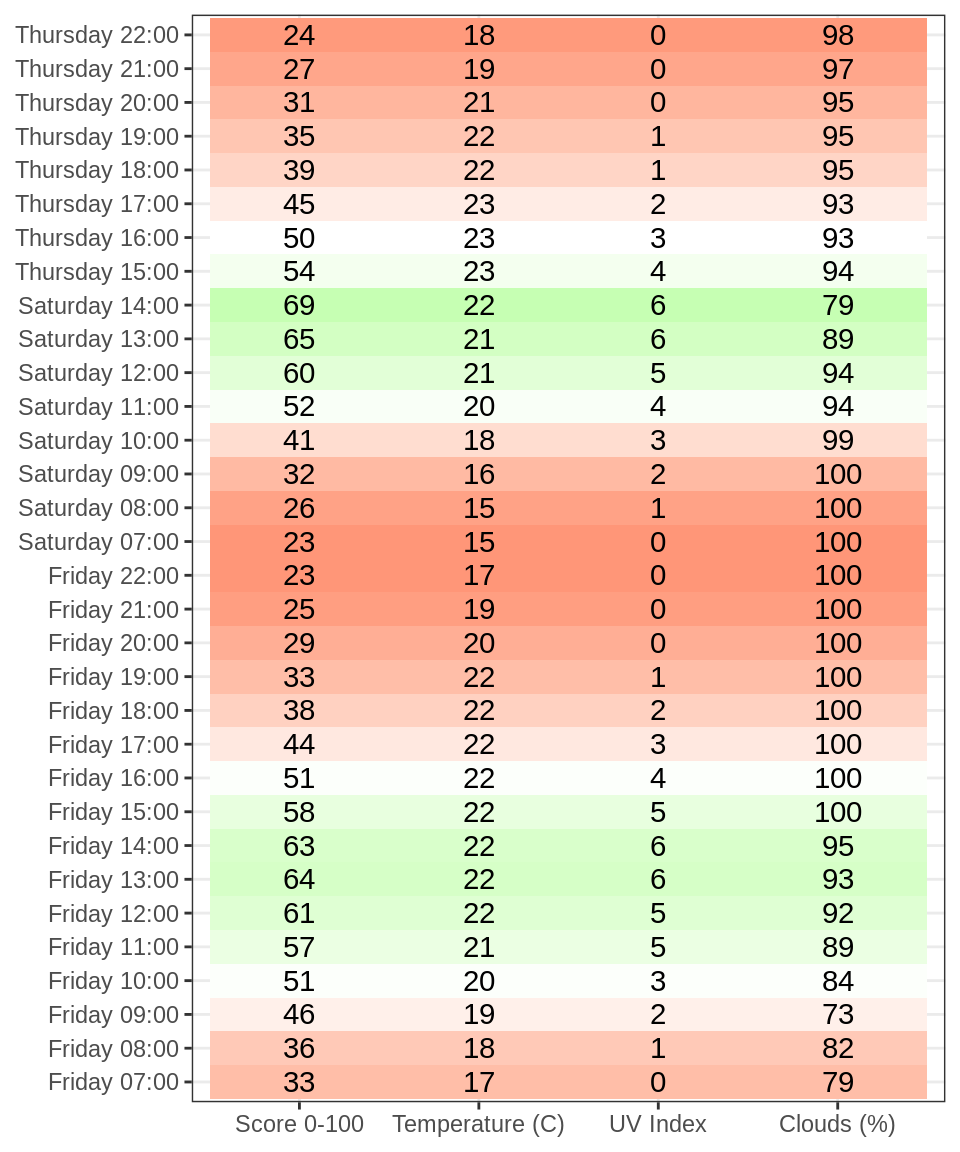 Thursday 22:00 24 18 0 98
Thursday 21:00 27 19 0 97
Thursday 20:00 31 21 0 95
Thursday 19:00 35 22 1 95
Thursday 18:00 39 22 1 95
Thursday 17:00 45 23 2 93
Thursday 16:00 50 23 3 93
Thursday 15:00 54 23 4 94
Saturday 14:00 69 22 6 79
Saturday 13:00 65 21 6 89
Saturday 12:00 60 21 5 94
Saturday 11:00 52 20 4 94
Saturday 10:00 41 18 3 99
Saturday 09:00 32 16 2 100
Saturday 08:00 26 15 1 100
Saturday 07:00 23 15 0 100
Friday 22:00 23 17 0 100
Friday 21:00 25 19 0 100
Friday 20:00 29 20 0 100
Friday 19:00 33 22 1 100
Friday 18:00 38 22 2 100
Friday 17:00 44 22 3 100
Friday 16:00 51 22 4 100
Friday 15:00 58 22 5 100
Friday 14:00 63 22 6 95
Friday 13:00 64 22 6 93
Friday 12:00 61 22 5 92
Friday 11:00 57 21 5 89
Friday 10:00 51 20 3 84
Friday 09:00 46 19 2 73
Friday 08:00 36 18 1 82
Friday 07:00 33 17 0 79
Score 0-100 Temperature (C) UV Index Clouds (%)